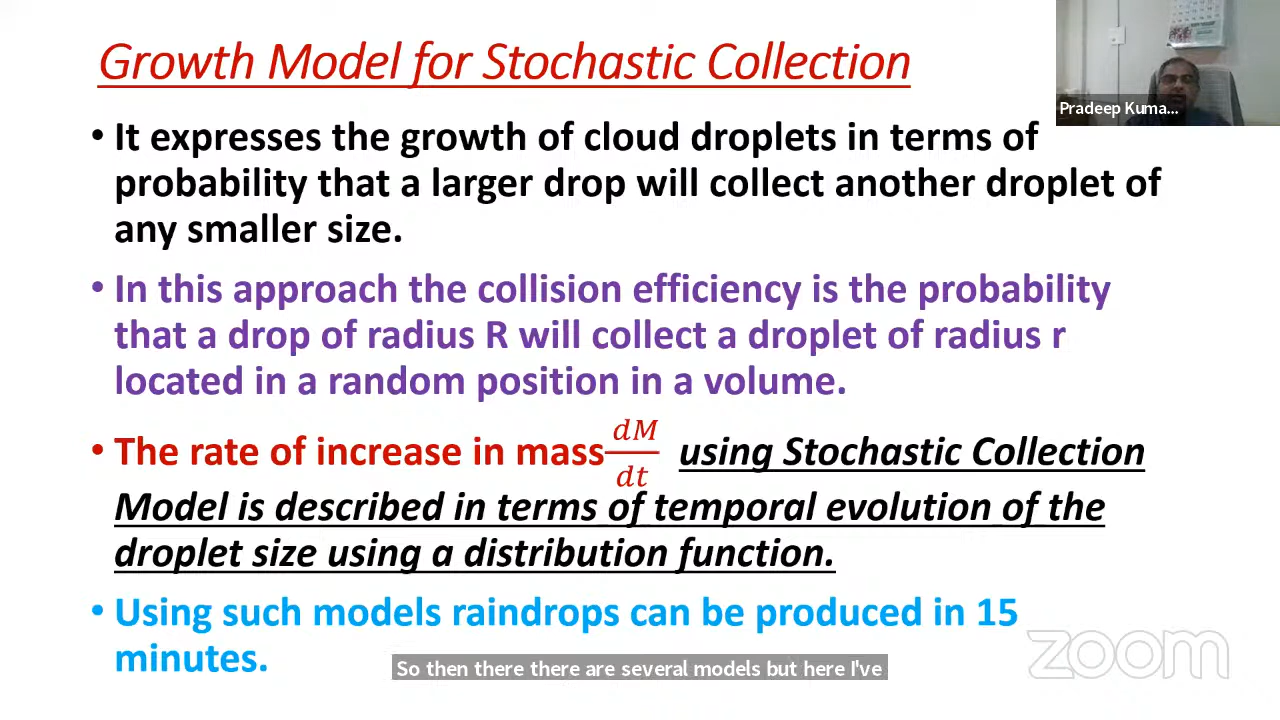 Growth Model for Stochastic Collection
Pradeep Kuma...
• It expresses the growth of cloud droplets in terms of
probability that a larger drop will collect another droplet of
any smaller size.
• In this approach the collision efficiency is the probability
that a drop of radius R will collect a droplet of radius r
located in a random position in a volume.
• The rate of increase in mass dM/dt using Stochastic Collection
Model is described in terms of temporal evolution of the
droplet size using a distribution function.
• Using such models raindrops can be produced in 15
minutes.
zoom
So then there there are several models but here I've